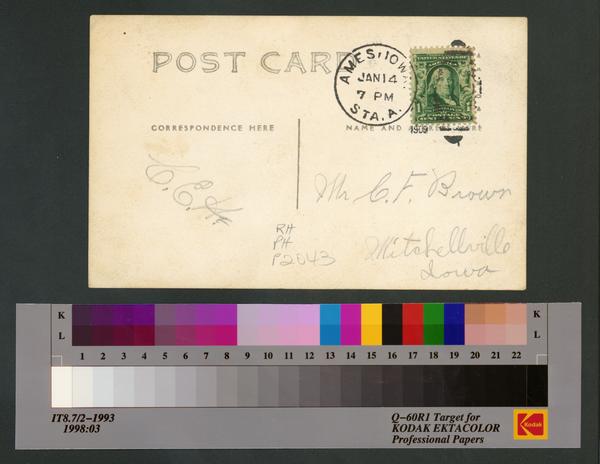 POST CARD
AMES, IOWA
JAN 14
7 PM
STA. A.
1909
CORRESPONDENCE HERE
NAME AND ADDRESS HERE
C.E.H.
Mr C. F. Brown
Mitchellville
Iowa
RH
PH
P2043
K
L
K
L
1 2 3 4 5 6 7 8 9 10 11 12 13 14 15 16 17 18 19 20 21 22
IT8.7/2–1993
1998:03
Q–60R1 Target for
KODAK EKTACOLOR
Professional Papers
Kodak